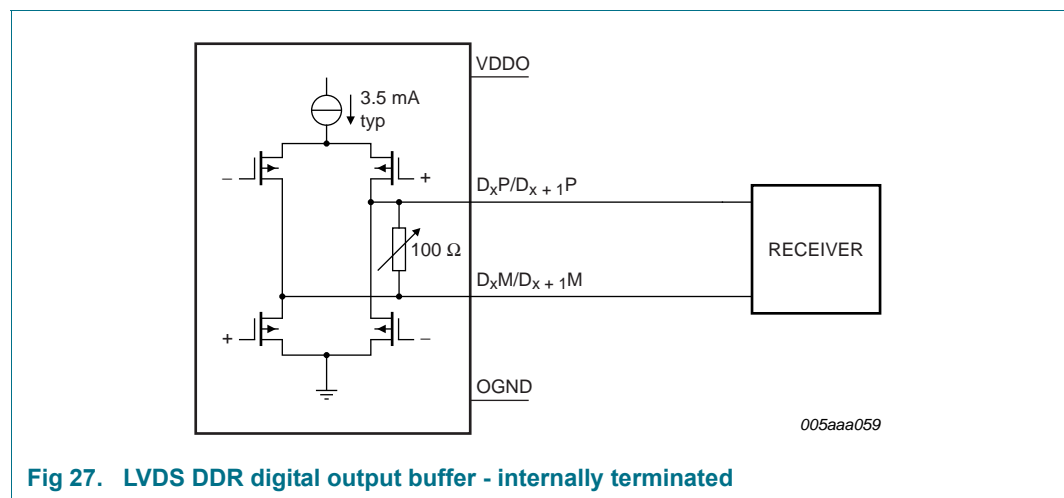 VDDO
3.5 mA
typ
–
+
DxP/Dx + 1P
100 Ω
RECEIVER
DxM/Dx + 1M
+
–
OGND
005aaa059
Fig 27. LVDS DDR digital output buffer - internally terminated